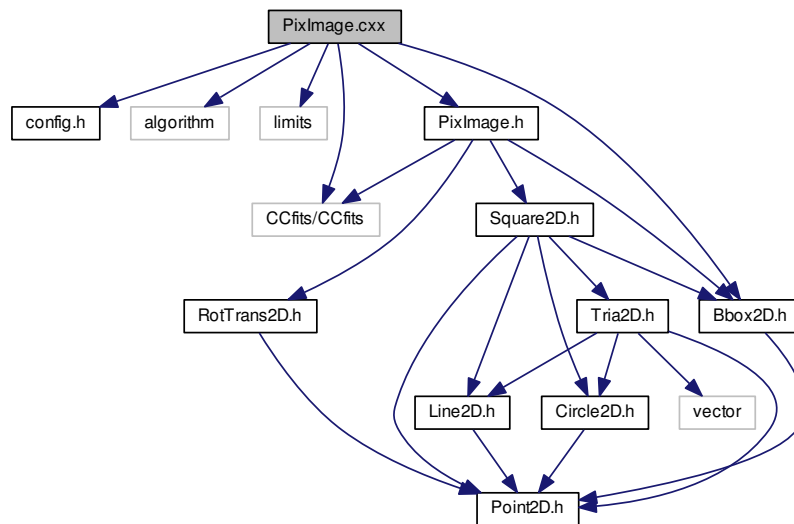 PixImage.cxx
config.h
algorithm
limits
PixImage.h
CCfits/CCfits
Square2D.h
RotTrans2D.h
Tria2D.h
Bbox2D.h
Line2D.h
Circle2D.h
vector
Point2D.h